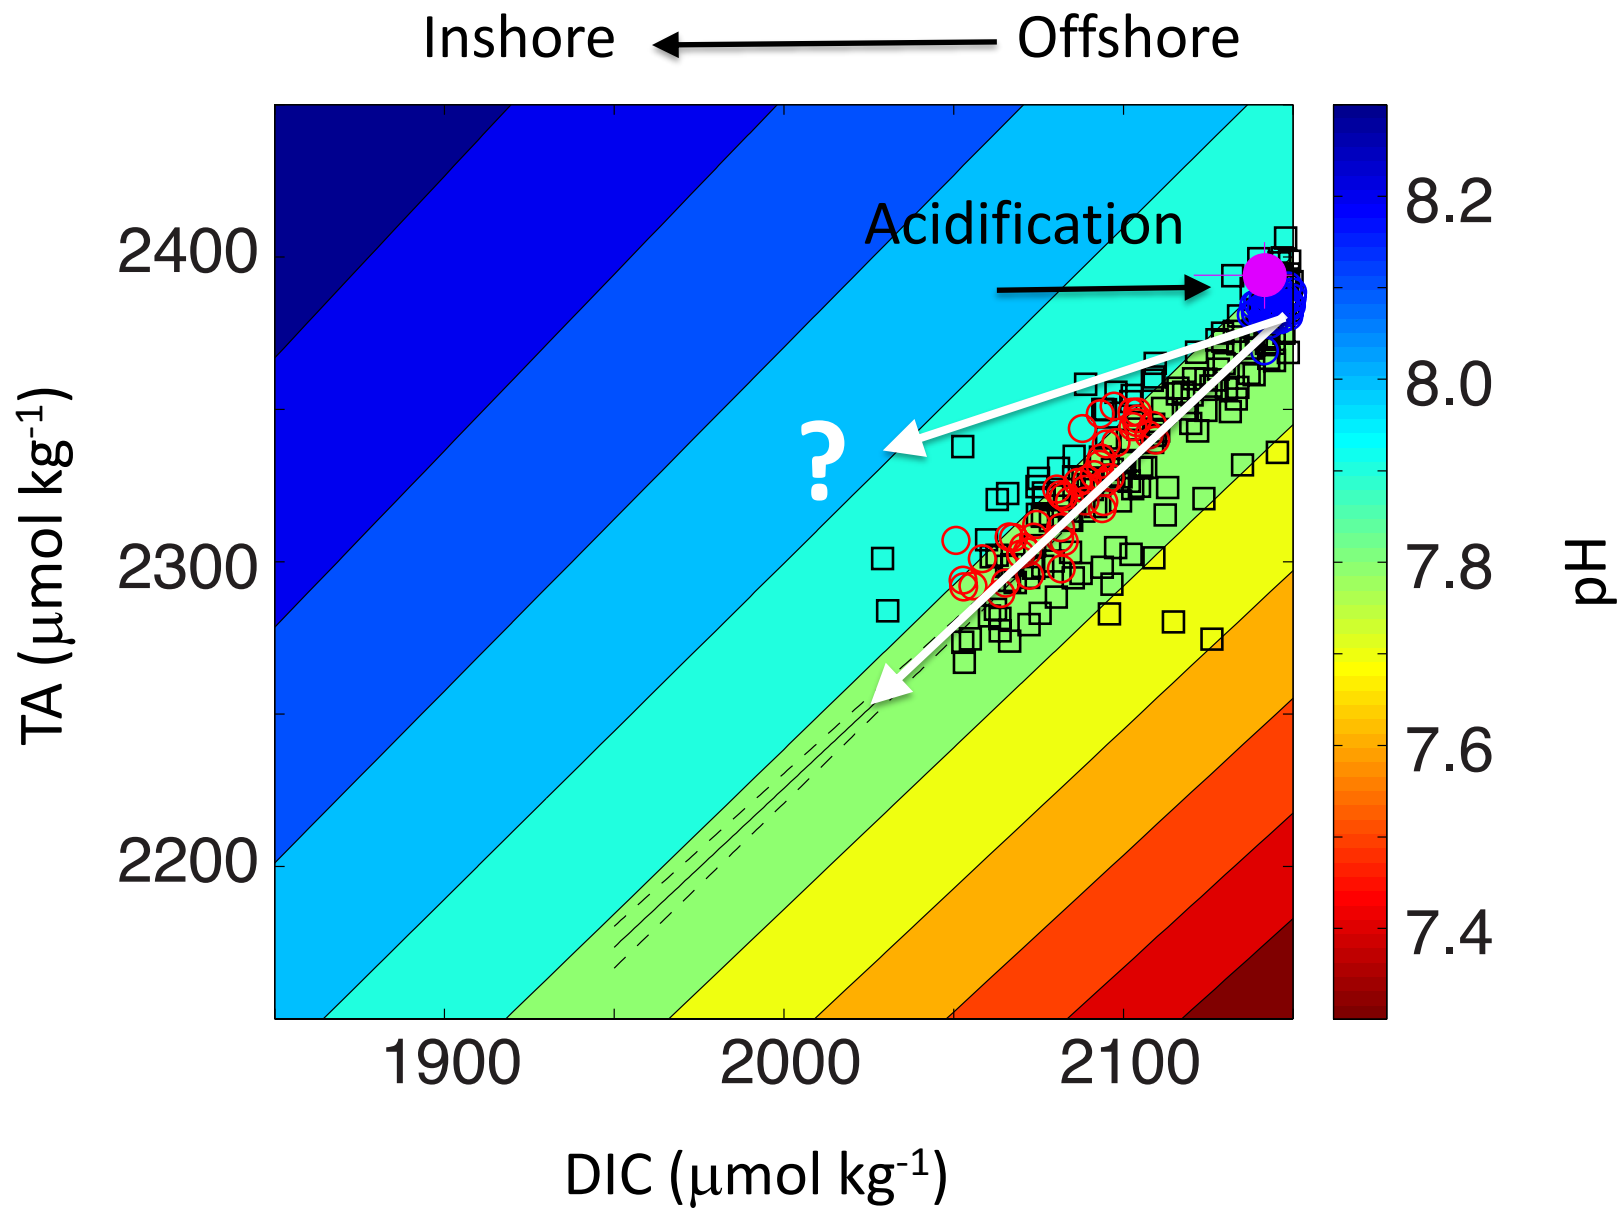 Inshore
Offshore
Acidification
?
2400
2300
2200
TA (μmol kg-1)
1900
2000
2100
DIC (μmol kg-1)
8.2
8.0
7.8
7.6
7.4
pH